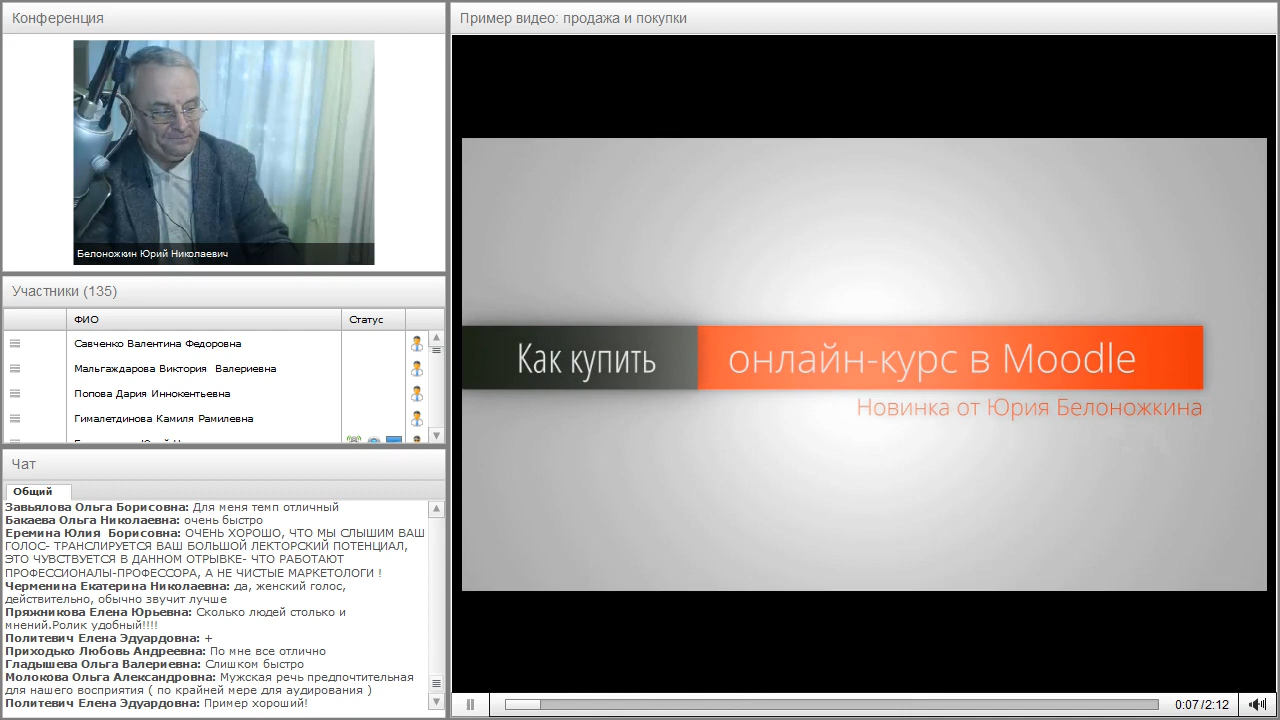 Конференция
Белоножкин Юрий Николаевич
Участники (135)
ФИО Статус
Савченко Валентина Федоровна
Мальгаждарова Виктория Валериевна
Попова Дария Иннокентьевна
Гималетдинова Камиля Рамилевна
Чат
Общий
Завьялова Ольга Борисовна: Для меня темп отличный
Бакаева Ольга Николаевна: очень быстро
Еремина Юлия Борисовна: ОЧЕНЬ ХОРОШО, ЧТО МЫ СЛЫШИМ ВАШ
ГОЛОС- ТРАНСЛИРУЕТСЯ ВАШ БОЛЬШОЙ ЛЕКТОРСКИЙ ПОТЕНЦИАЛ,
ЭТО ЧУВСТВУЕТСЯ В ДАННОМ ОТРЫВКЕ- ЧТО РАБОТАЮТ
ПРОФЕССИОНАЛЫ-ПРОФЕССОРА, А НЕ ЧИСТЫЕ МАРКЕТОЛОГИ !
Черменина Екатерина Николаевна: да, женский голос,
действительно, обычно звучит лучше
Пряжникова Елена Юрьевна: Сколько людей столько и
мнений.Ролик удобный!!!!
Политевич Елена Эдуардовна: +
Приходько Любовь Андреевна: По мне все отлично
Гладышева Ольга Валериевна: Слишком быстро
Молокова Ольга Александровна: Мужская речь предпочтительная
для нашего восприятия ( по крайней мере для аудирования )
Политевич Елена Эдуардовна: Пример хороший!
Пример видео: продажа и покупки
Как купить онлайн-курс в Moodle
Новинка от Юрия Белоножкина
0:07 / 2:12